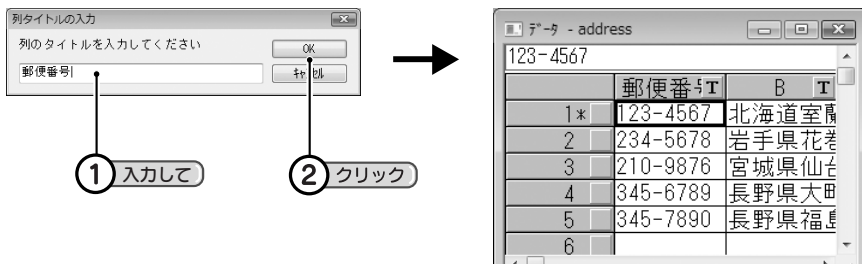 列タイトルの入力
列のタイトルを入力してください
OK
郵便番号
ｷｬﾝｾﾙ
① 入力して
② クリック
ﾃﾞｰﾀ - address
123-4567
郵便番号 T B T
1* 123-4567 北海道室蘭
2 234-5678 岩手県花巻
3 210-9876 宮城県仙台
4 345-6789 長野県大町
5 345-7890 長野県福島
6